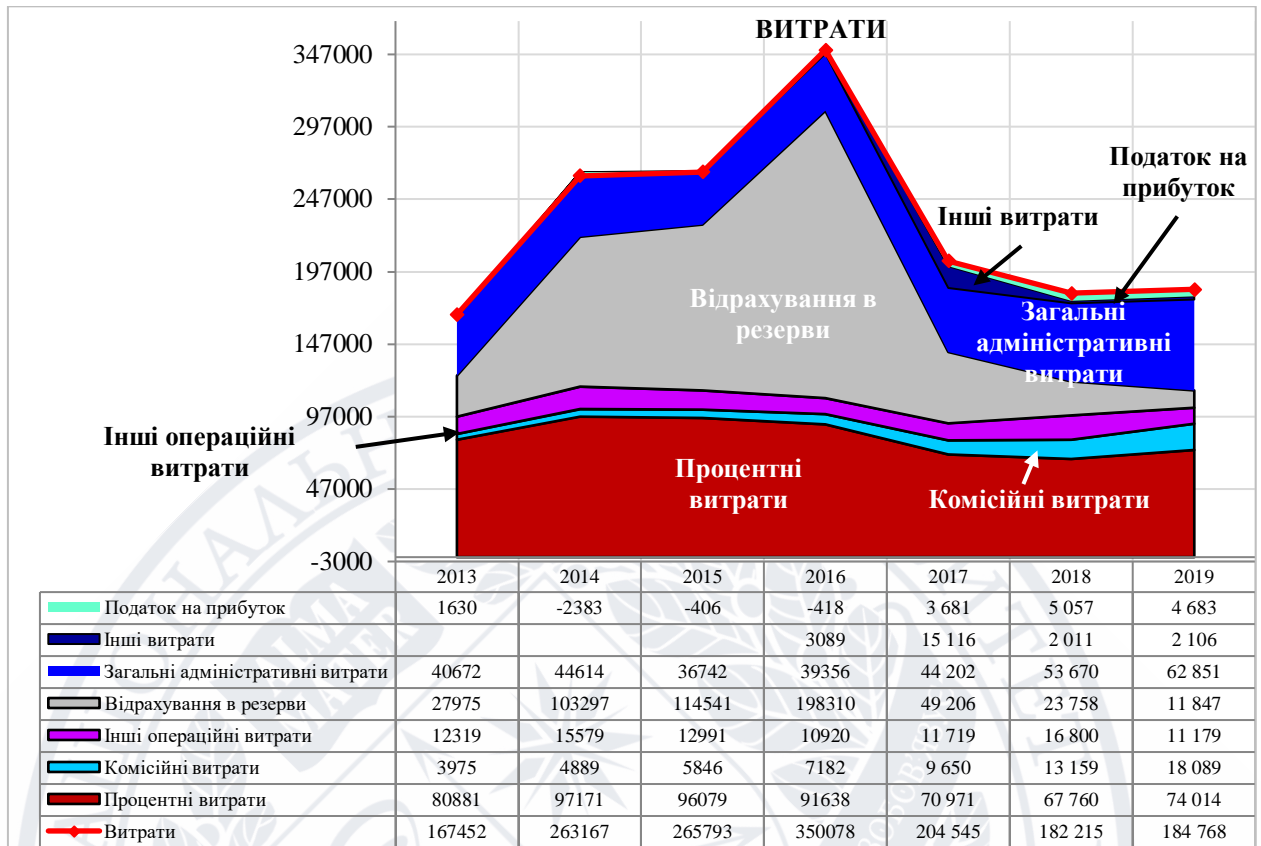 ВИТРАТИ
347000
297000
247000
197000
147000
97000
47000
-3000
Податок на
прибуток
Інші витрати
Відрахування в
резерви
Загальні
адміністративні
витрати
Інші операційні
витрати
Процентні
витрати
Комісійні витрати
2013 2014 2015 2016 2017 2018 2019
Податок на прибуток 1630 -2383 -406 -418 3 681 5 057 4 683
Інші витрати 3089 15 116 2 011 2 106
Загальні адміністративні витрати 40672 44614 36742 39356 44 202 53 670 62 851
Відрахування в резерви 27975 103297 114541 198310 49 206 23 758 11 847
Інші операційні витрати 12319 15579 12991 10920 11 719 16 800 11 179
Комісійні витрати 3975 4889 5846 7182 9 650 13 159 18 089
Процентні витрати 80881 97171 96079 91638 70 971 67 760 74 014
Витрати 167452 263167 265793 350078 204 545 182 215 184 768
ALMA
MATER